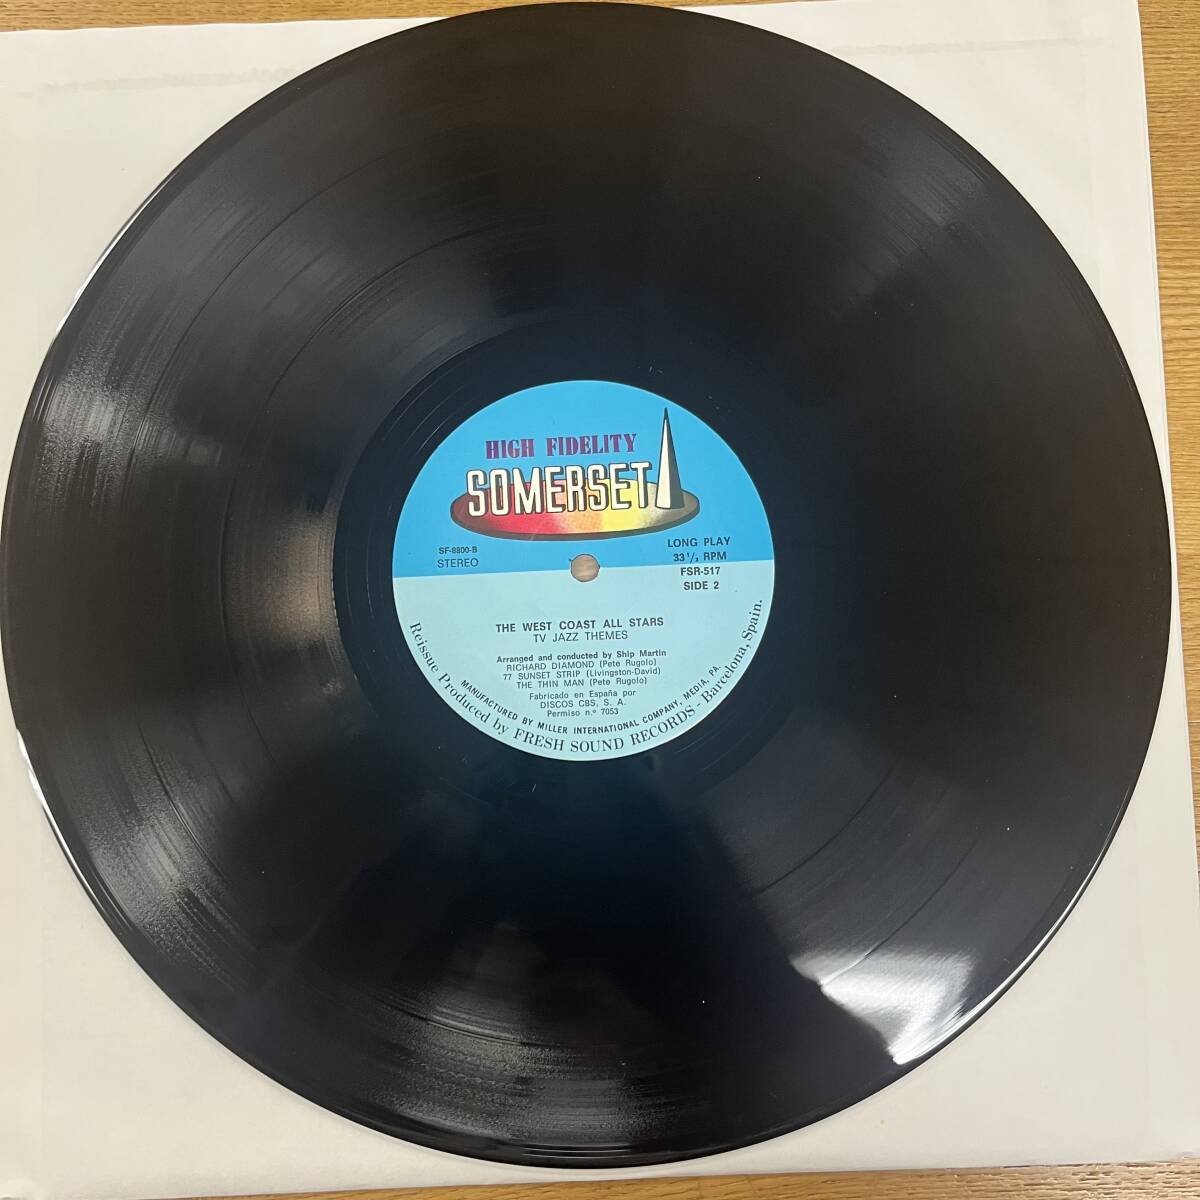 HIGH FIDELITY
SOMERSET
SF-8800-B
STEREO
LONG PLAY
33 1/3 RPM
FSR-517
SIDE 2
THE WEST COAST ALL STARS
TV JAZZ THEMES
Arranged and conducted by Ship Martin
RICHARD DIAMOND (Pete Rugolo)
77 SUNSET STRIP (Livingston-David)
THE THIN MAN (Pete Rugolo)
Fabricado en España por
DISCOS CBS, S. A.
Permiso n.º 7053
MANUFACTURED BY MILLER INTERNATIONAL COMPANY, MEDIA, PA.
Reissue Produced by FRESH SOUND RECORDS - Barcelona, Spain.